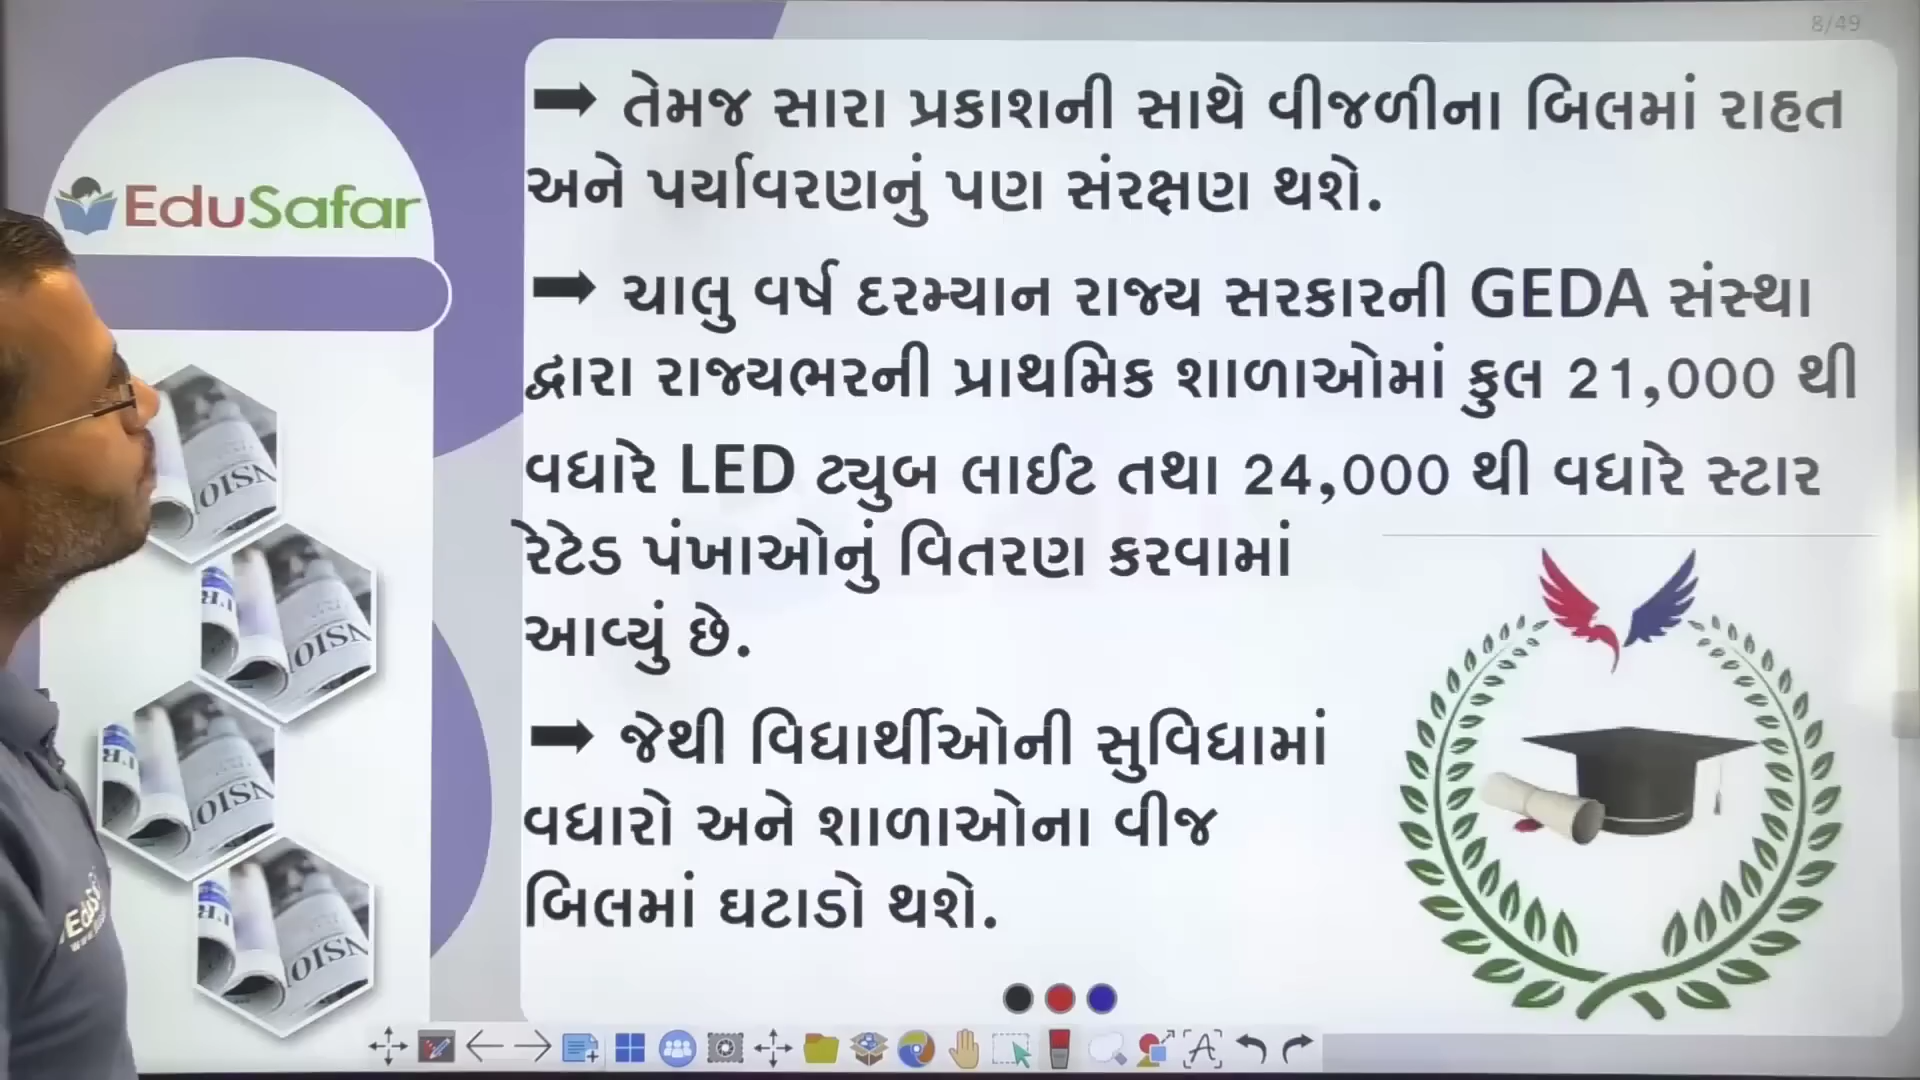 8/49
EduSafar
➡ તેમજ સારા પ્રકાશની સાથે વીજળીના બિલમાં રાહત
અને પર્યાવરણનું પણ સંરક્ષણ થશે.
➡ ચાલુ વર્ષ દરમ્યાન રાજ્ય સરકારની GEDA સંસ્થા
દ્વારા રાજ્યભરની પ્રાથમિક શાળાઓમાં કુલ 21,000 થી
વધારે LED ટ્યુબ લાઈટ તથા 24,000 થી વધારે સ્ટાર
રેટેડ પંખાઓનું વિતરણ કરવામાં
આવ્યું છે.
➡ જેથી વિદ્યાર્થીઓની સુવિધામાં
વધારો અને શાળાઓના વીજ
બિલમાં ઘટાડો થશે.